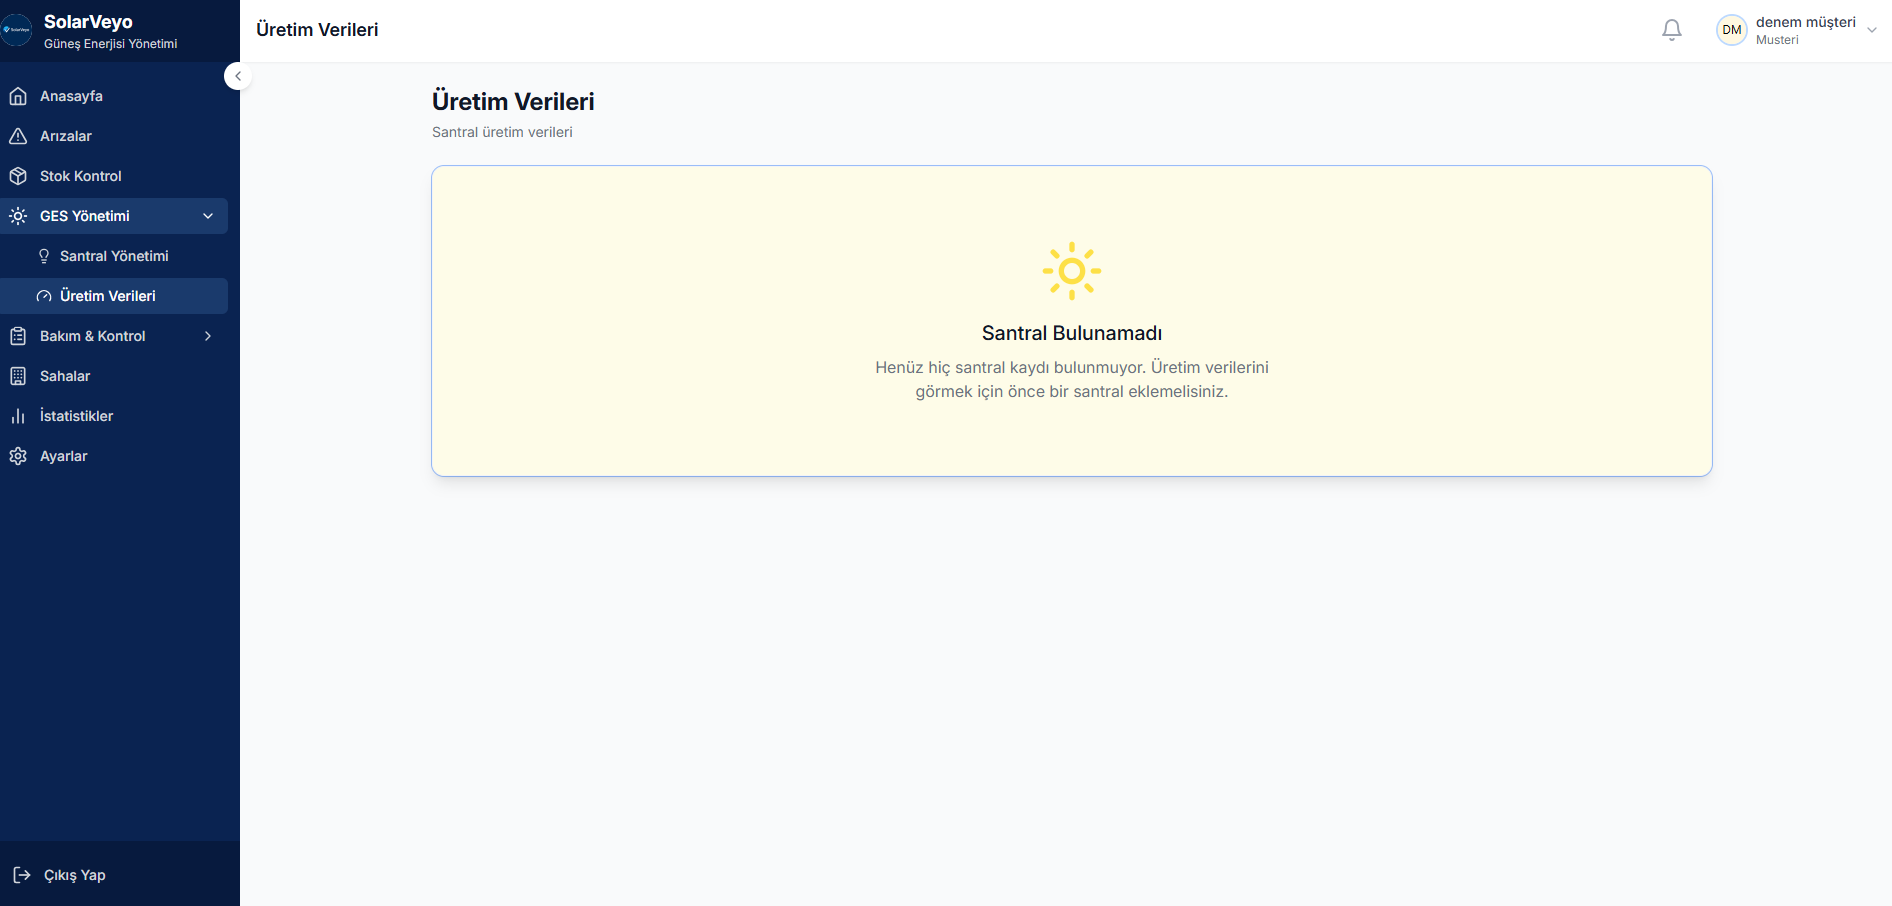 SolarVeyo
SolarVeyo
Güneş Enerjisi Yönetimi
Anasayfa
Arızalar
Stok Kontrol
GES Yönetimi
Santral Yönetimi
Üretim Verileri
Bakım & Kontrol
Sahalar
İstatistikler
Ayarlar
Çıkış Yap
Üretim Verileri
DM
denem müşteri
Musteri
Üretim Verileri
Santral üretim verileri
Santral Bulunamadı
Henüz hiç santral kaydı bulunmuyor. Üretim verilerini
görmek için önce bir santral eklemelisiniz.